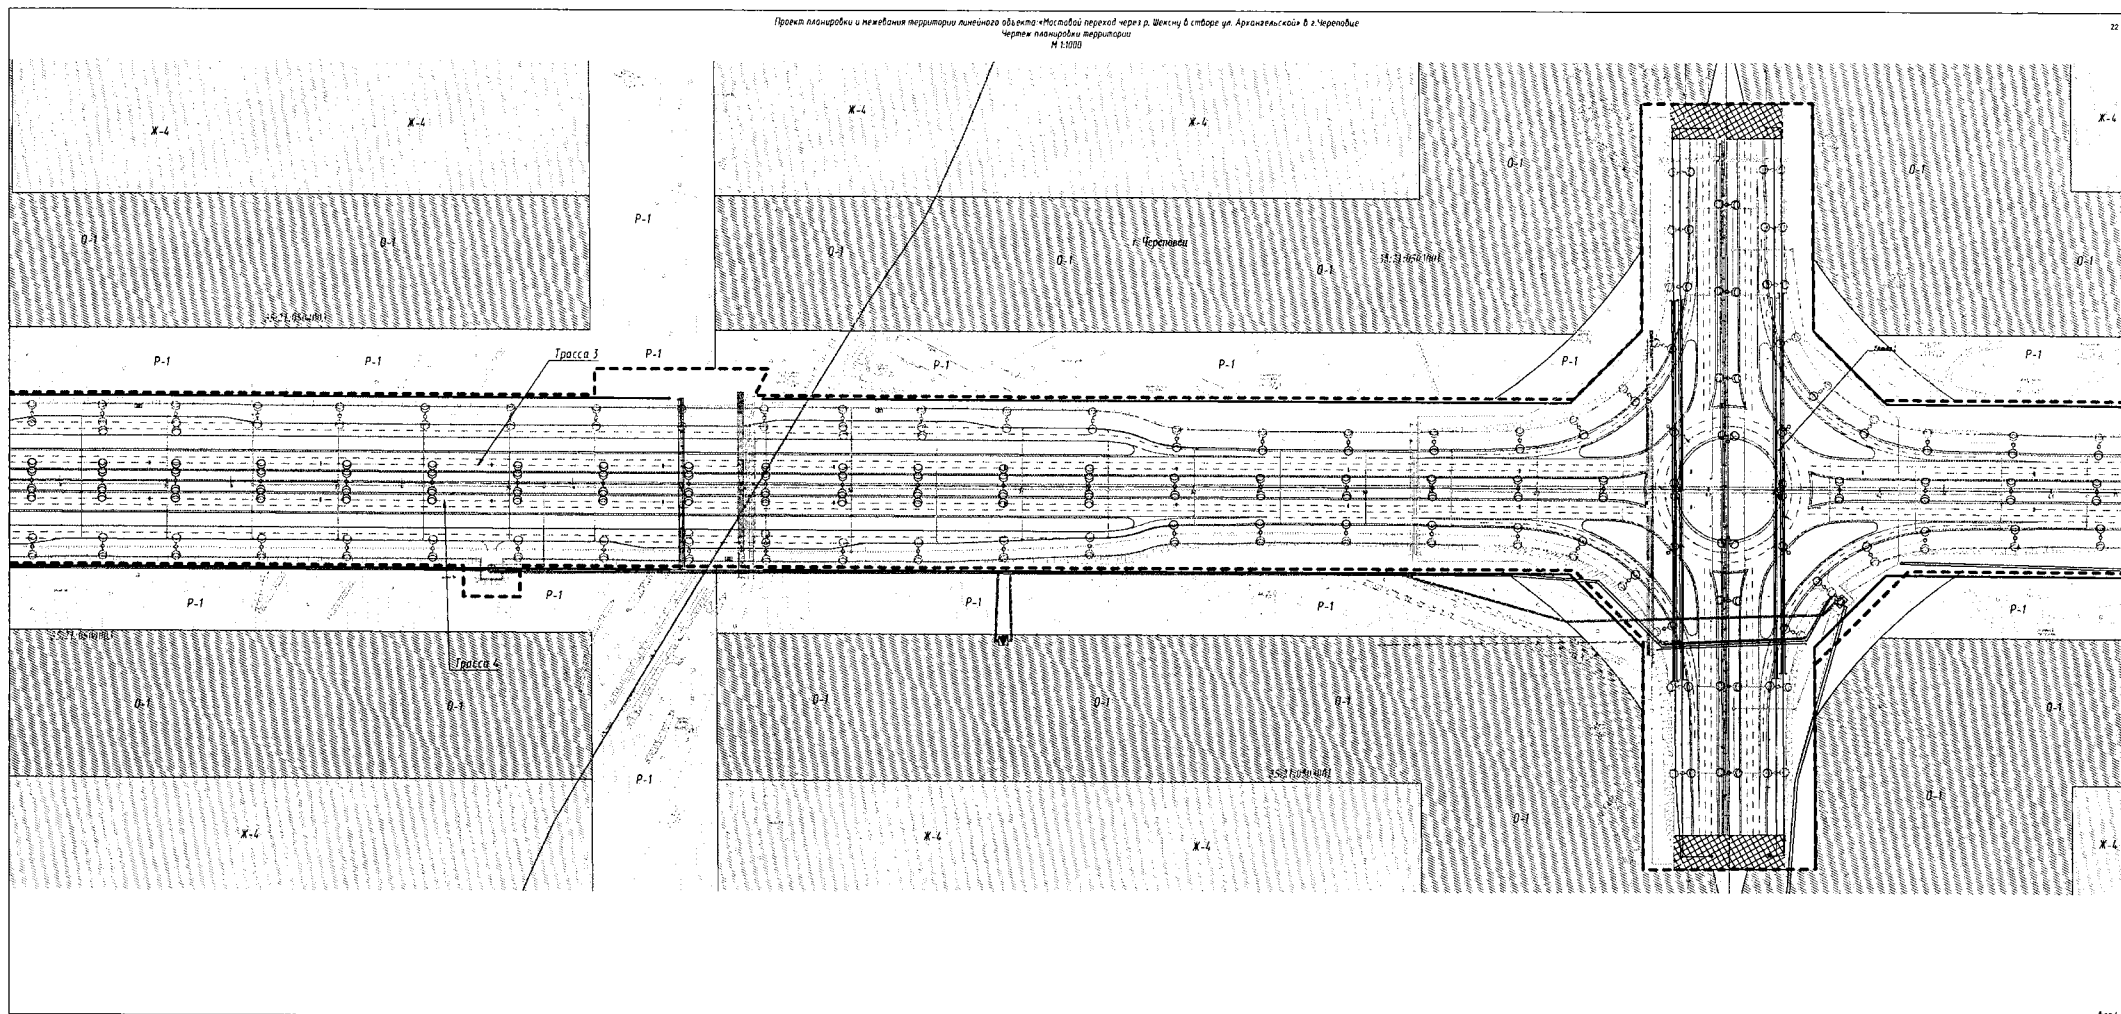 Проект планировки и межевания территории линейного объекта:«Мостовой переход через р. Шексну в створе ул. Архангельской» в г.Череповце
22
Чертеж планировки территории
М 1:1000
Ж-4
Ж-4
Ж-4
Ж-4
Ж-4
О-1
О-1
Р-1
О-1
О-1
О-1
г. Череповец
О-1
О-1
О-1
Р-1
Р-1
Трасса 3
Р-1
Р-1
Р-1
Р-1
Р-1
Р-1
Р-1
Р-1
Р-1
Р-1
Трасса 4
О-1
О-1
О-1
О-1
О-1
О-1
Р-1
О-1
О-1
Ж-4
Ж-4
Ж-4
Ж-4